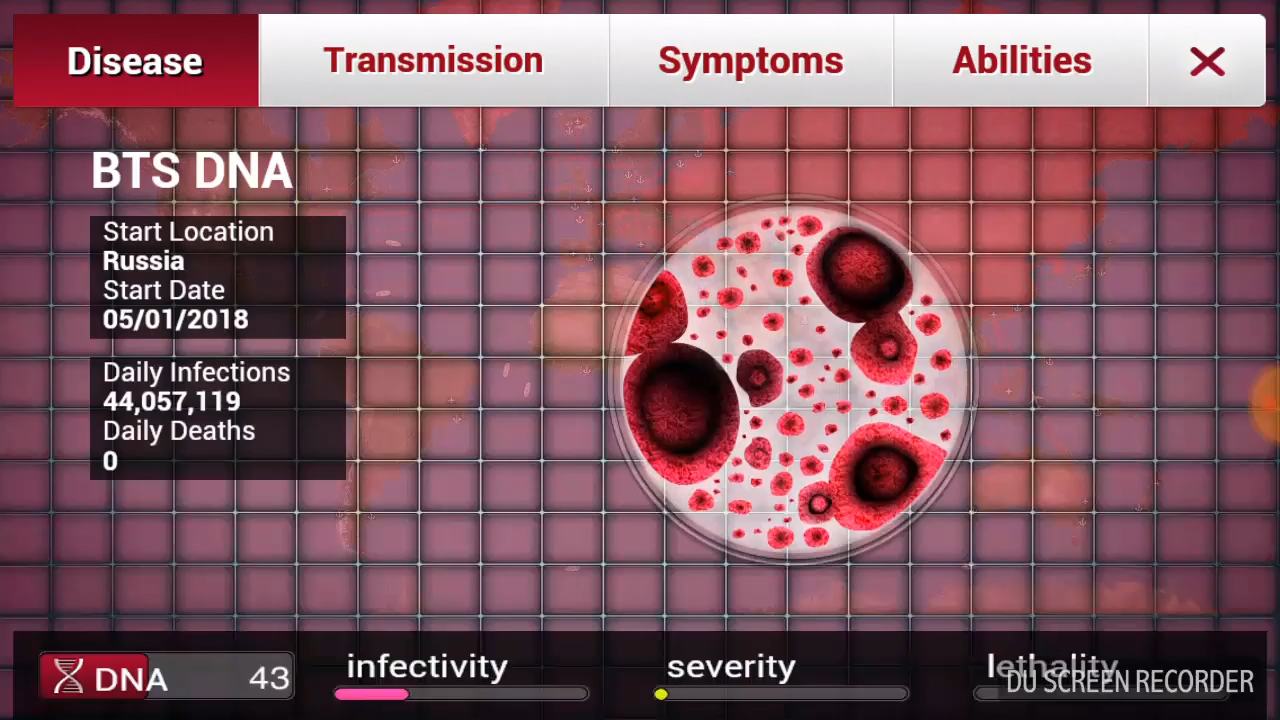 Disease Transmission Symptoms Abilities
BTS DNA
Start Location
Russia
Start Date
05/01/2018
Daily Infections
44,057,119
Daily Deaths
0
DNA 43 infectivity severity lethality
DU SCREEN RECORDER